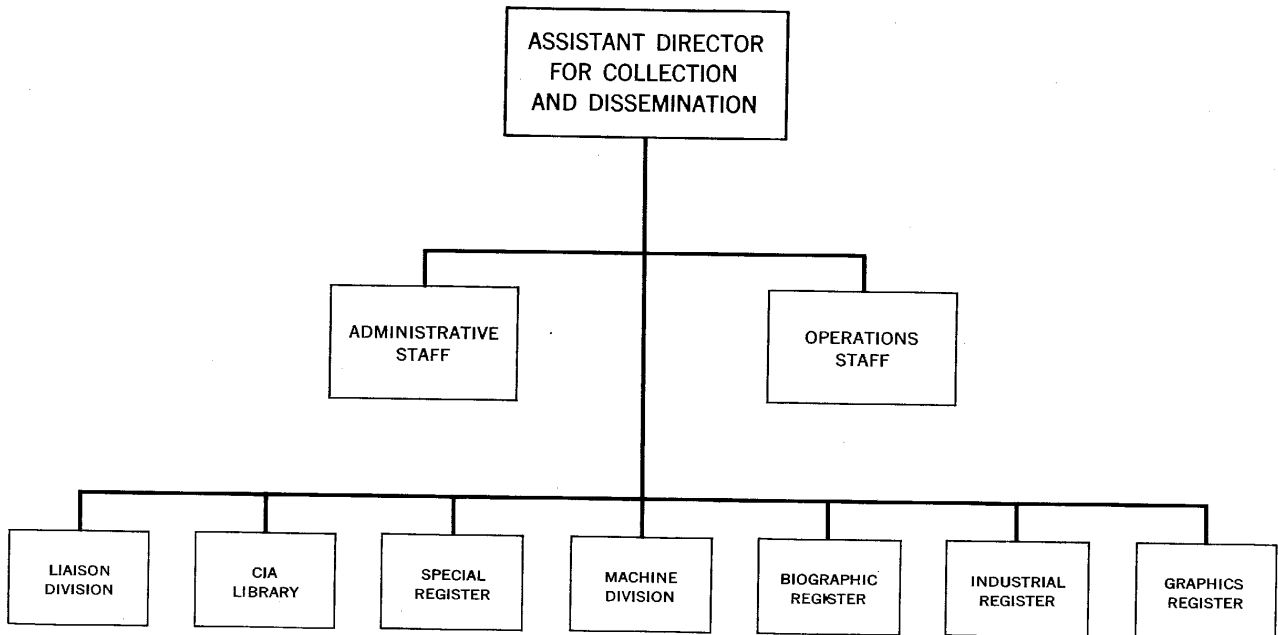 ASSISTANT DIRECTOR
FOR COLLECTION
AND DISSEMINATION
ADMINISTRATIVE
STAFF
OPERATIONS
STAFF
LIAISON
DIVISION
CIA
LIBRARY
SPECIAL
REGISTER
MACHINE
DIVISION
BIOGRAPHIC
REGISTER
INDUSTRIAL
REGISTER
GRAPHICS
REGISTER